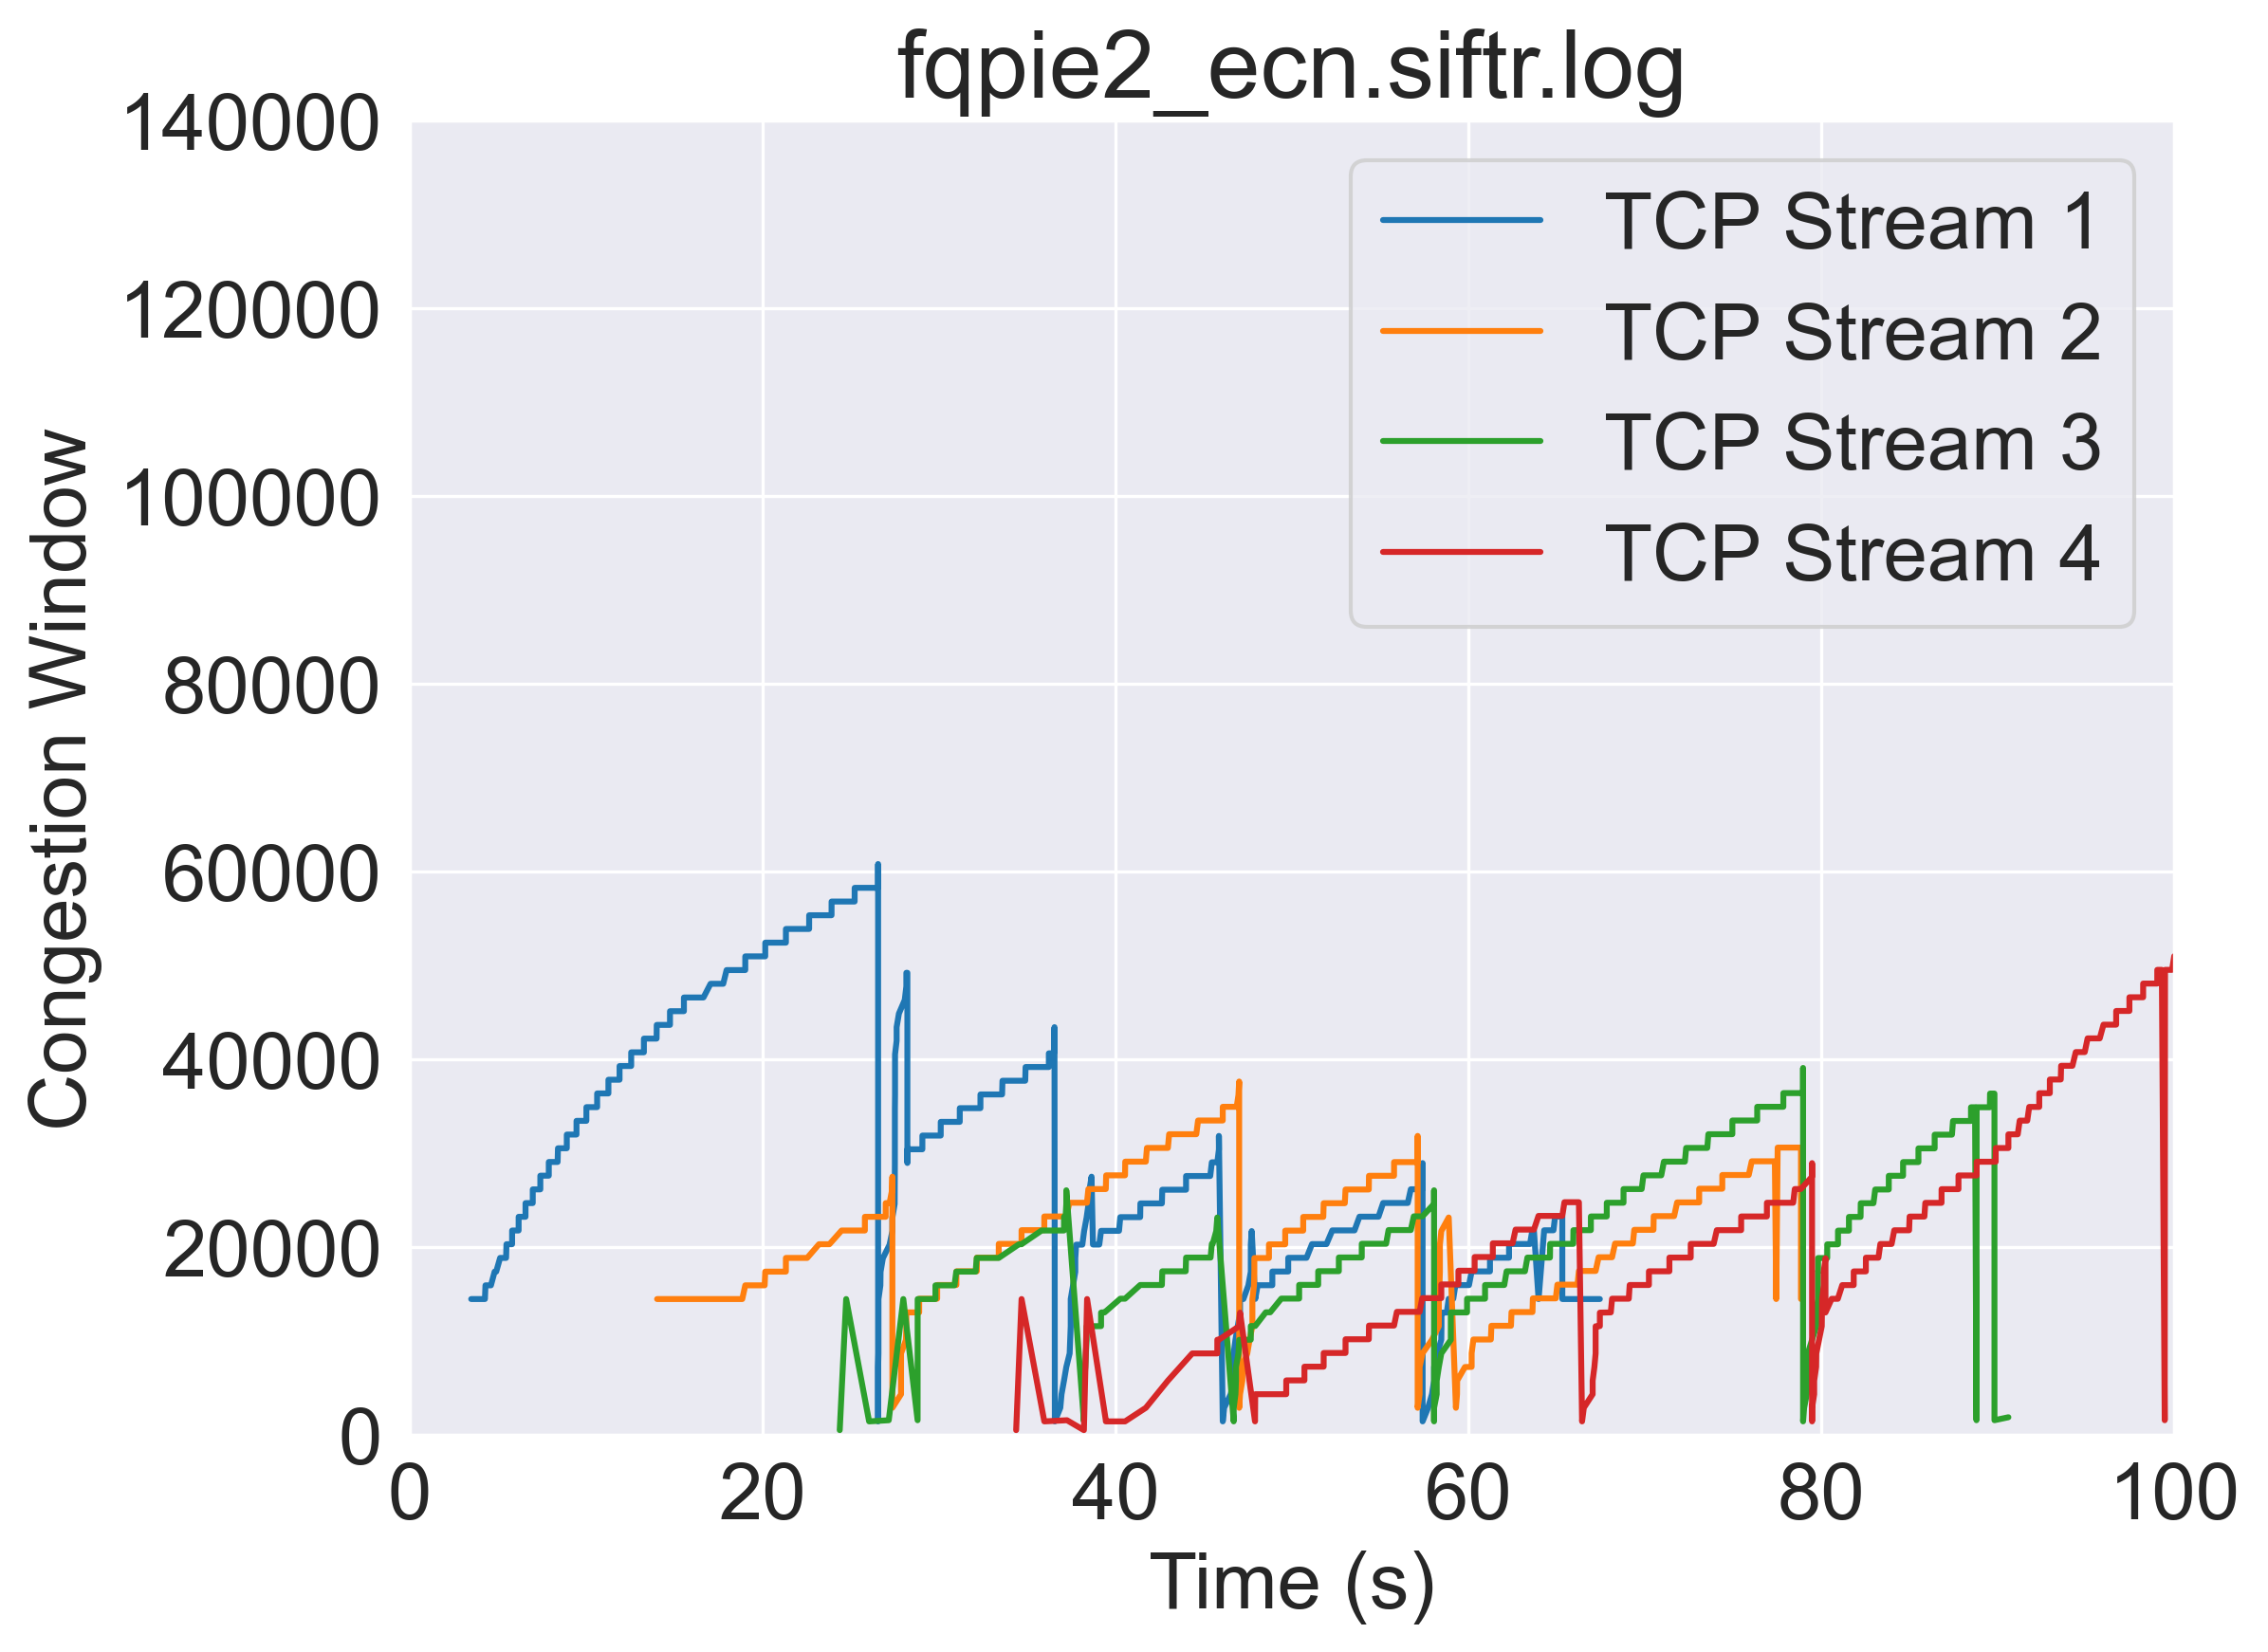 fqpie2_ecn.siftr.log
140000
120000
100000
80000
60000
40000
20000
0
Congestion Window
TCP Stream 1
TCP Stream 2
TCP Stream 3
TCP Stream 4
0 20 40 60 80 100
Time (s)